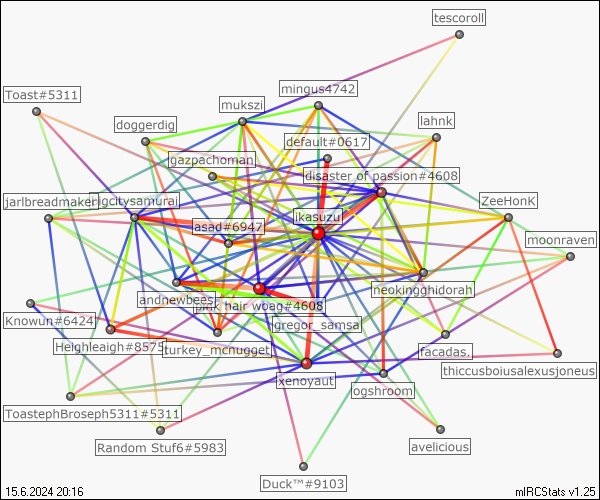 tescoroll
Toast#5311
mingus4742
mukszi
doggerdig
lahnk
default#0617
gazpachoman
disaster of passion#4608
jarlbreadmaker
bigcitysamurai
ZeeHonK
ikasuzu
asad#6947
moonraven
neokingghidorah
andnewbees
pink hair woag#4608
Knowun#6424
gregor_samsa
Heighleaigh#8575
turkey_mcnugget
facadas.
thiccusboiusalexusjoneus
xenoyaut
ogshroom
ToastephBroseph5311#5311
Random Stuf6#5983
avelicious
Duck™#9103
15.6.2024 20:16
mIRCStats v1.25